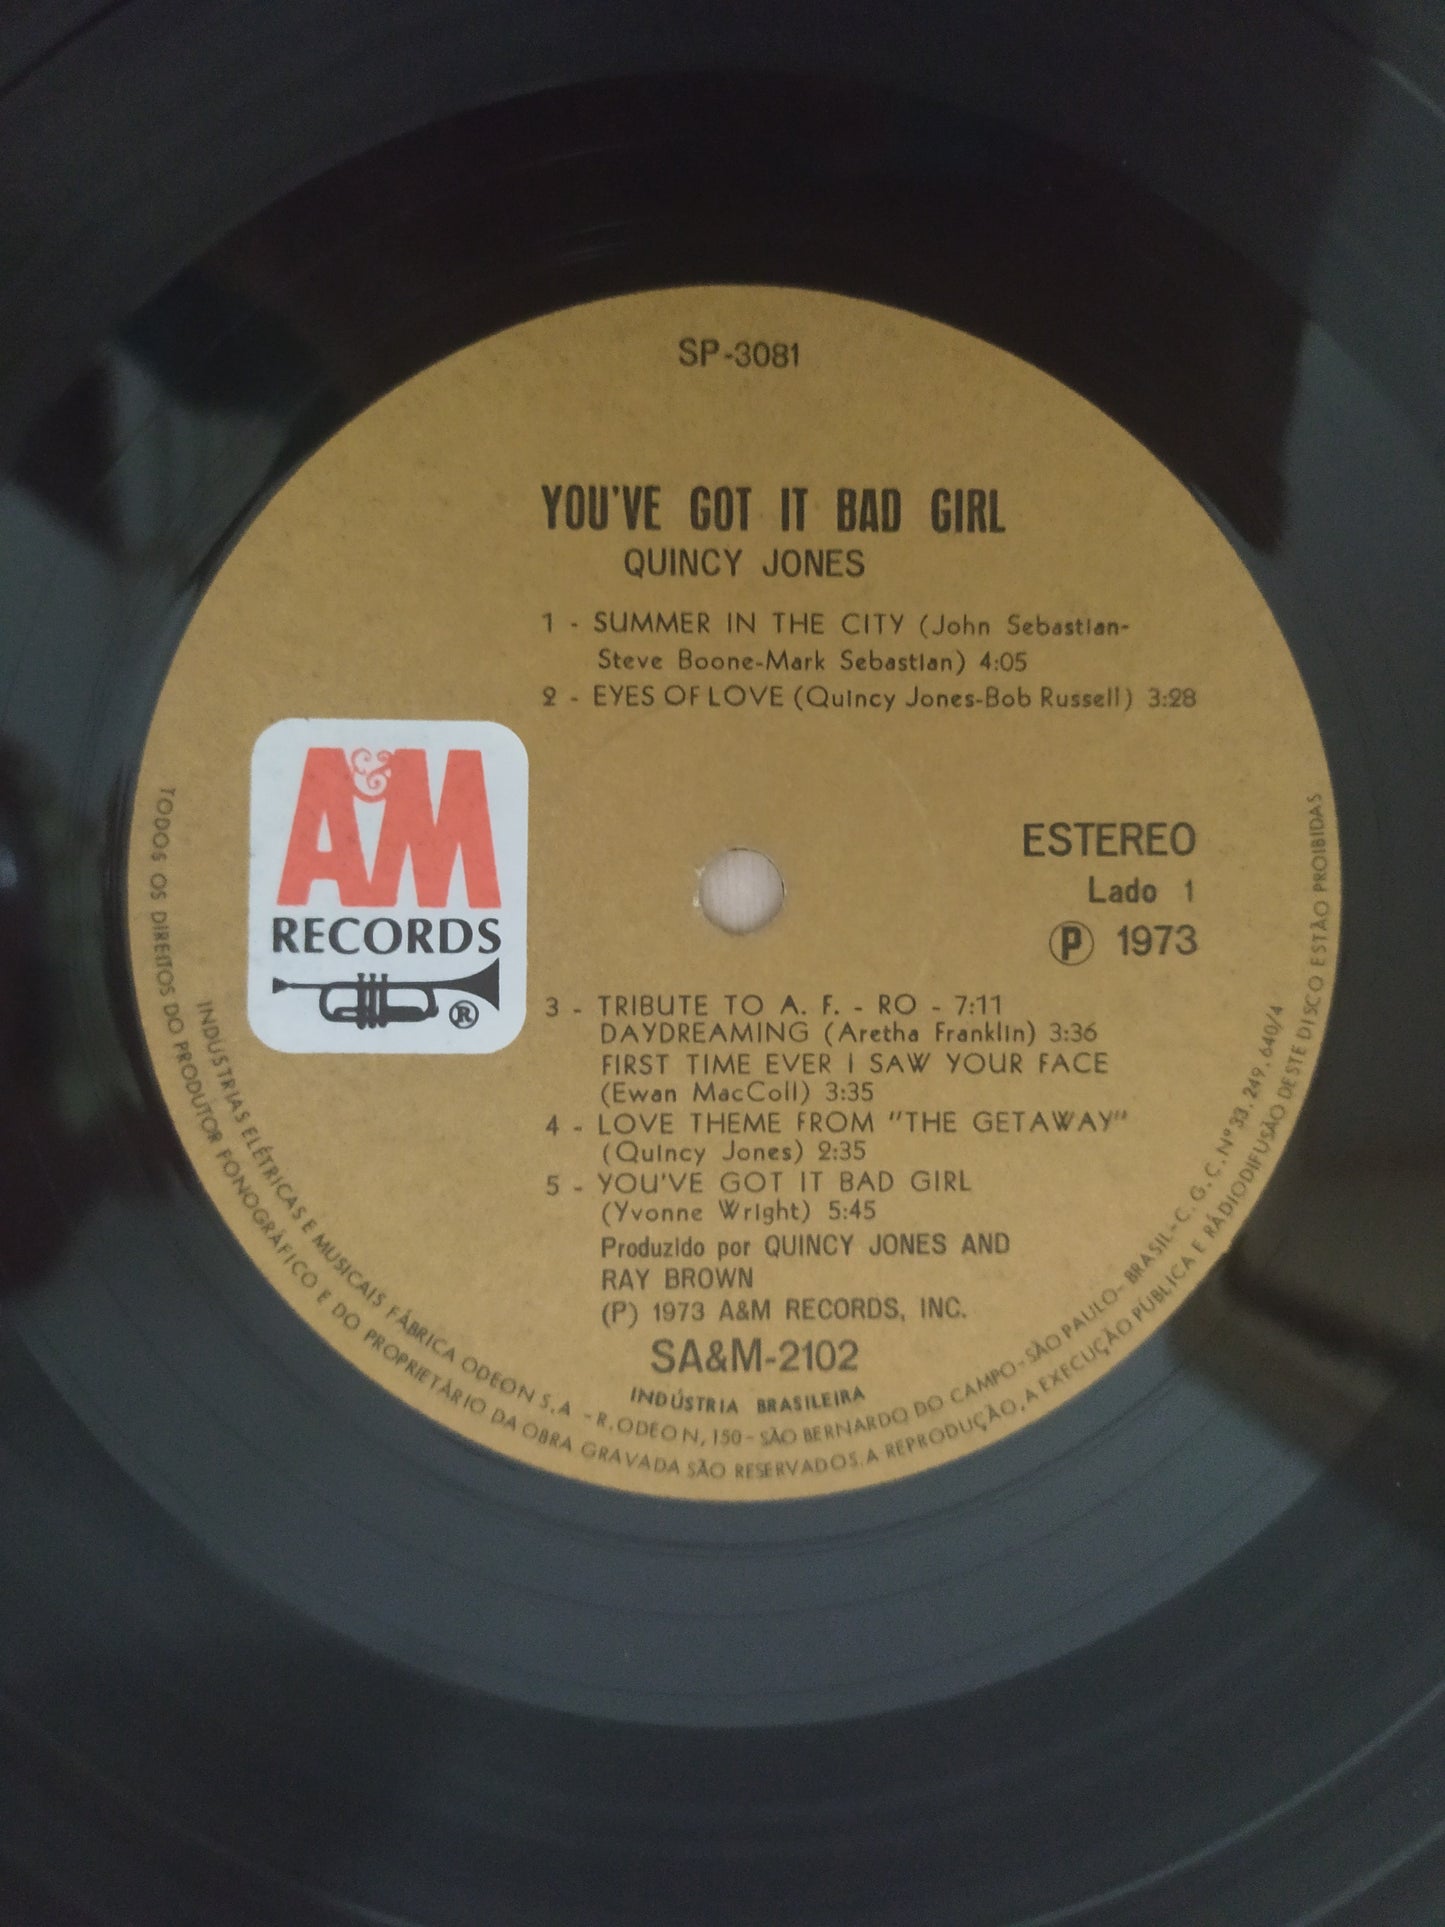 SP-3081
YOU'VE GOT IT BAD GIRL
QUINCY JONES
1 - SUMMER IN THE CITY (John Sebastian-
Steve Boone-Mark Sebastian) 4:05
2 - EYES OF LOVE (Quincy Jones-Bob Russell) 3:28
A&M
RECORDS
®
ESTEREO
Lado 1
Ⓟ 1973
3 - TRIBUTE TO A. F. - RO - 7:11
DAYDREAMING (Aretha Franklin) 3:36
FIRST TIME EVER I SAW YOUR FACE
(Ewan MacColl) 3:35
4 - LOVE THEME FROM "THE GETAWAY"
(Quincy Jones) 2:35
5 - YOU'VE GOT IT BAD GIRL
(Yvonne Wright) 5:45
Produzido por QUINCY JONES AND
RAY BROWN
(P) 1973 A&M RECORDS, INC.
SA&M-2102
INDÚSTRIA BRASILEIRA
INDÚSTRIAS ELÉTRICAS E MUSICAIS FÁBRICA ODEON S.A - R. ODEON, 150 - SÃO BERNARDO DO CAMPO - SÃO PAULO - BRASIL - C. G. C. Nº 33. 249. 640/4
TODOS OS DIREITOS DO PRODUTOR FONOGRÁFICO E DO PROPRIETÁRIO DA OBRA GRAVADA SÃO RESERVADOS. A REPRODUÇÃO, A EXECUÇÃO PÚBLICA E RÁDIODIFUSÃO DESTE DISCO ESTÃO PROIBIDAS